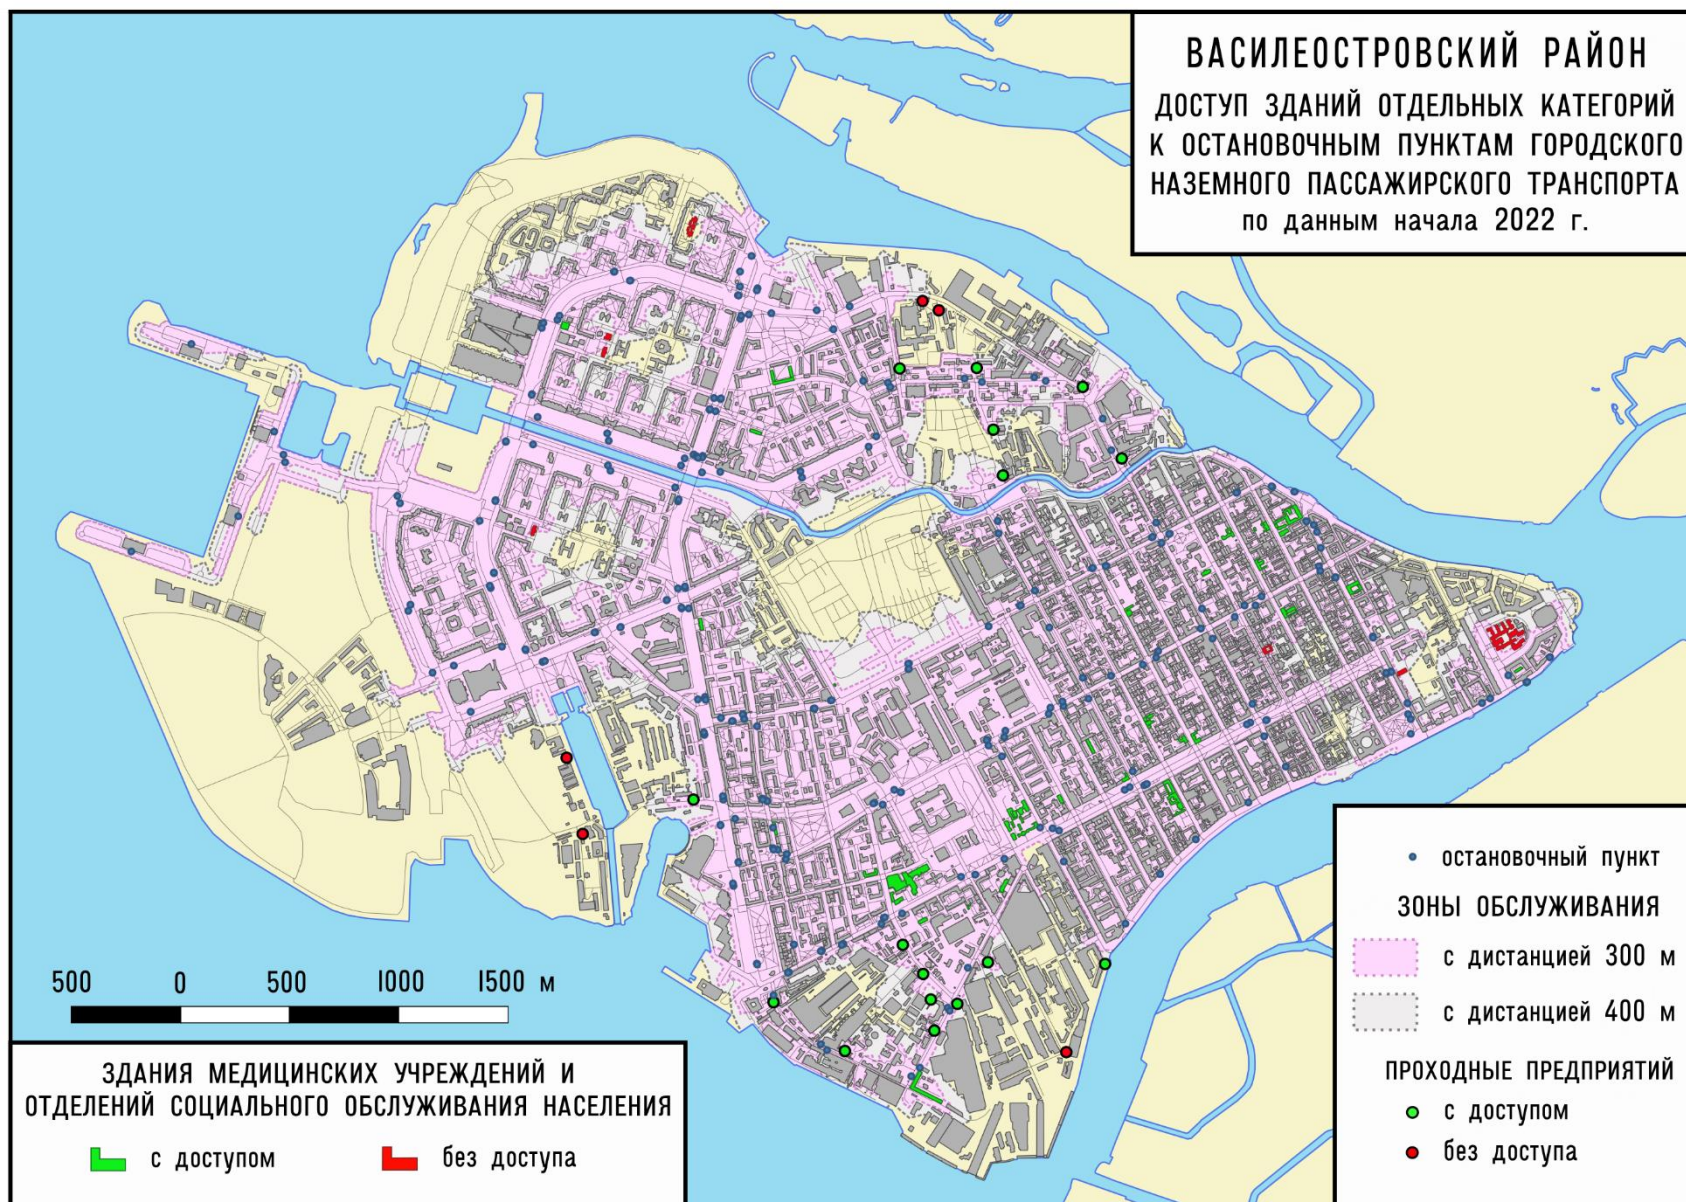 ВАСИЛЕОСТРОВСКИЙ РАЙОН
ДОСТУП ЗДАНИЙ ОТДЕЛЬНЫХ КАТЕГОРИЙ
К ОСТАНОВОЧНЫМ ПУНКТАМ ГОРОДСКОГО
НАЗЕМНОГО ПАССАЖИРСКОГО ТРАНСПОРТА
по данным начала 2022 г.
остановочный пункт
ЗОНЫ ОБСЛУЖИВАНИЯ
с дистанцией 300 м
с дистанцией 400 м
ПРОХОДНЫЕ ПРЕДПРИЯТИЙ
с доступом
без доступа
500 0 500 1000 1500 м
ЗДАНИЯ МЕДИЦИНСКИХ УЧРЕЖДЕНИЙ И
ОТДЕЛЕНИЙ СОЦИАЛЬНОГО ОБСЛУЖИВАНИЯ НАСЕЛЕНИЯ
с доступом без доступа